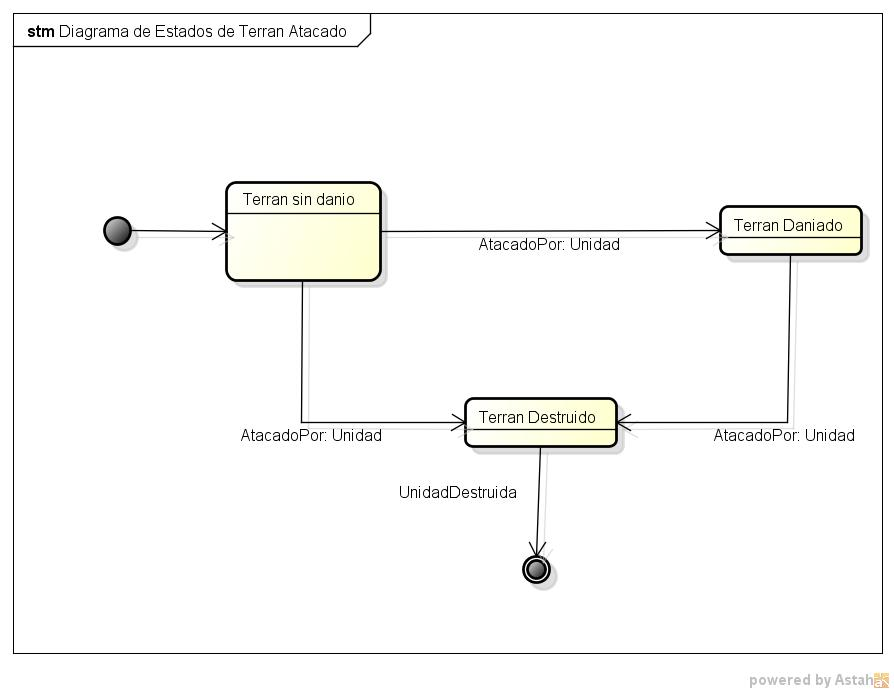 stm Diagrama de Estados de Terran Atacado
Terran sin danio
Terran Daniado
AtacadoPor: Unidad
Terran Destruido
AtacadoPor: Unidad
AtacadoPor: Unidad
UnidadDestruida
powered by Astah